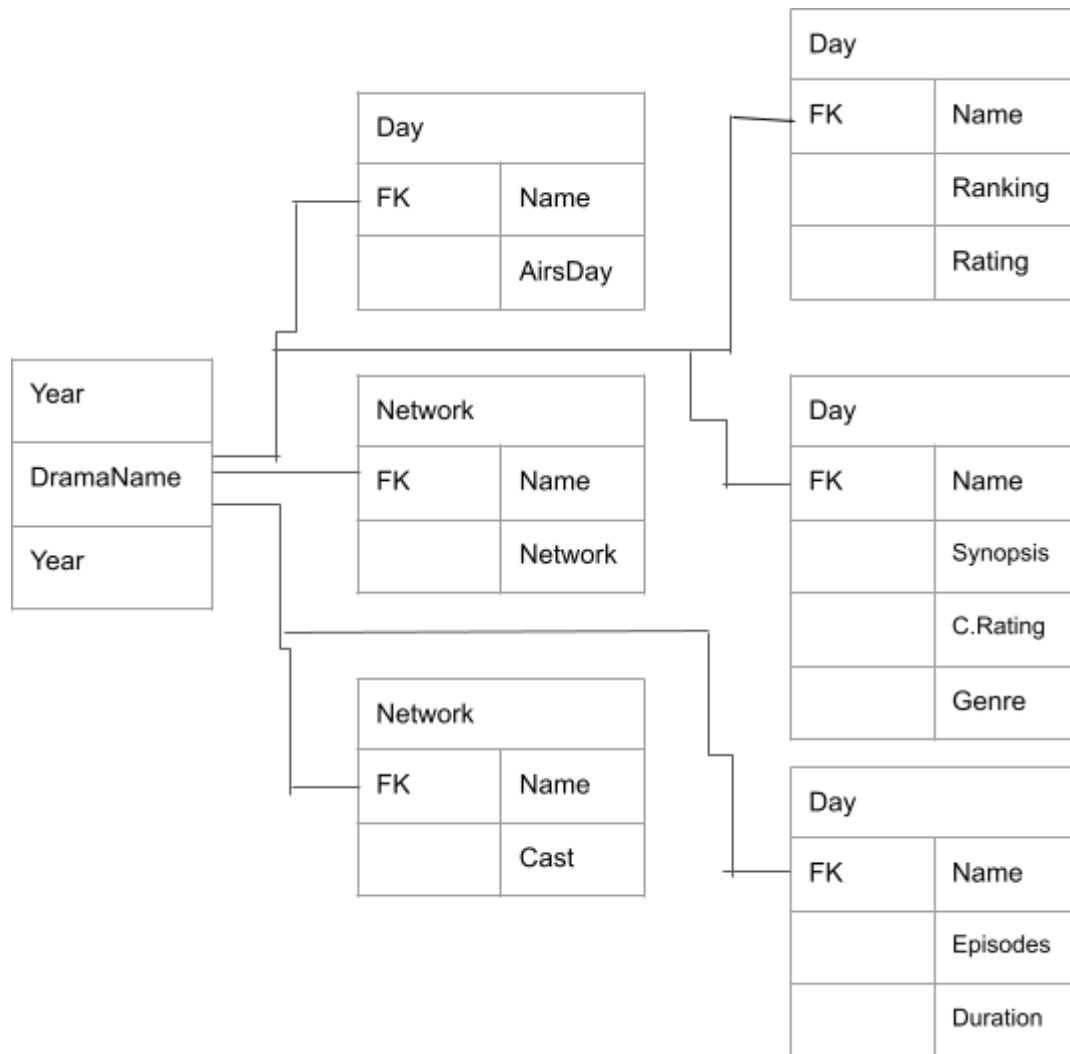 Year
DramaName
Year
Day
FK Name
AirsDay
Network
FK Name
Network
Network
FK Name
Cast
Day
FK Name
Ranking
Rating
Day
FK Name
Synopsis
C.Rating
Genre
Day
FK Name
Episodes
Duration